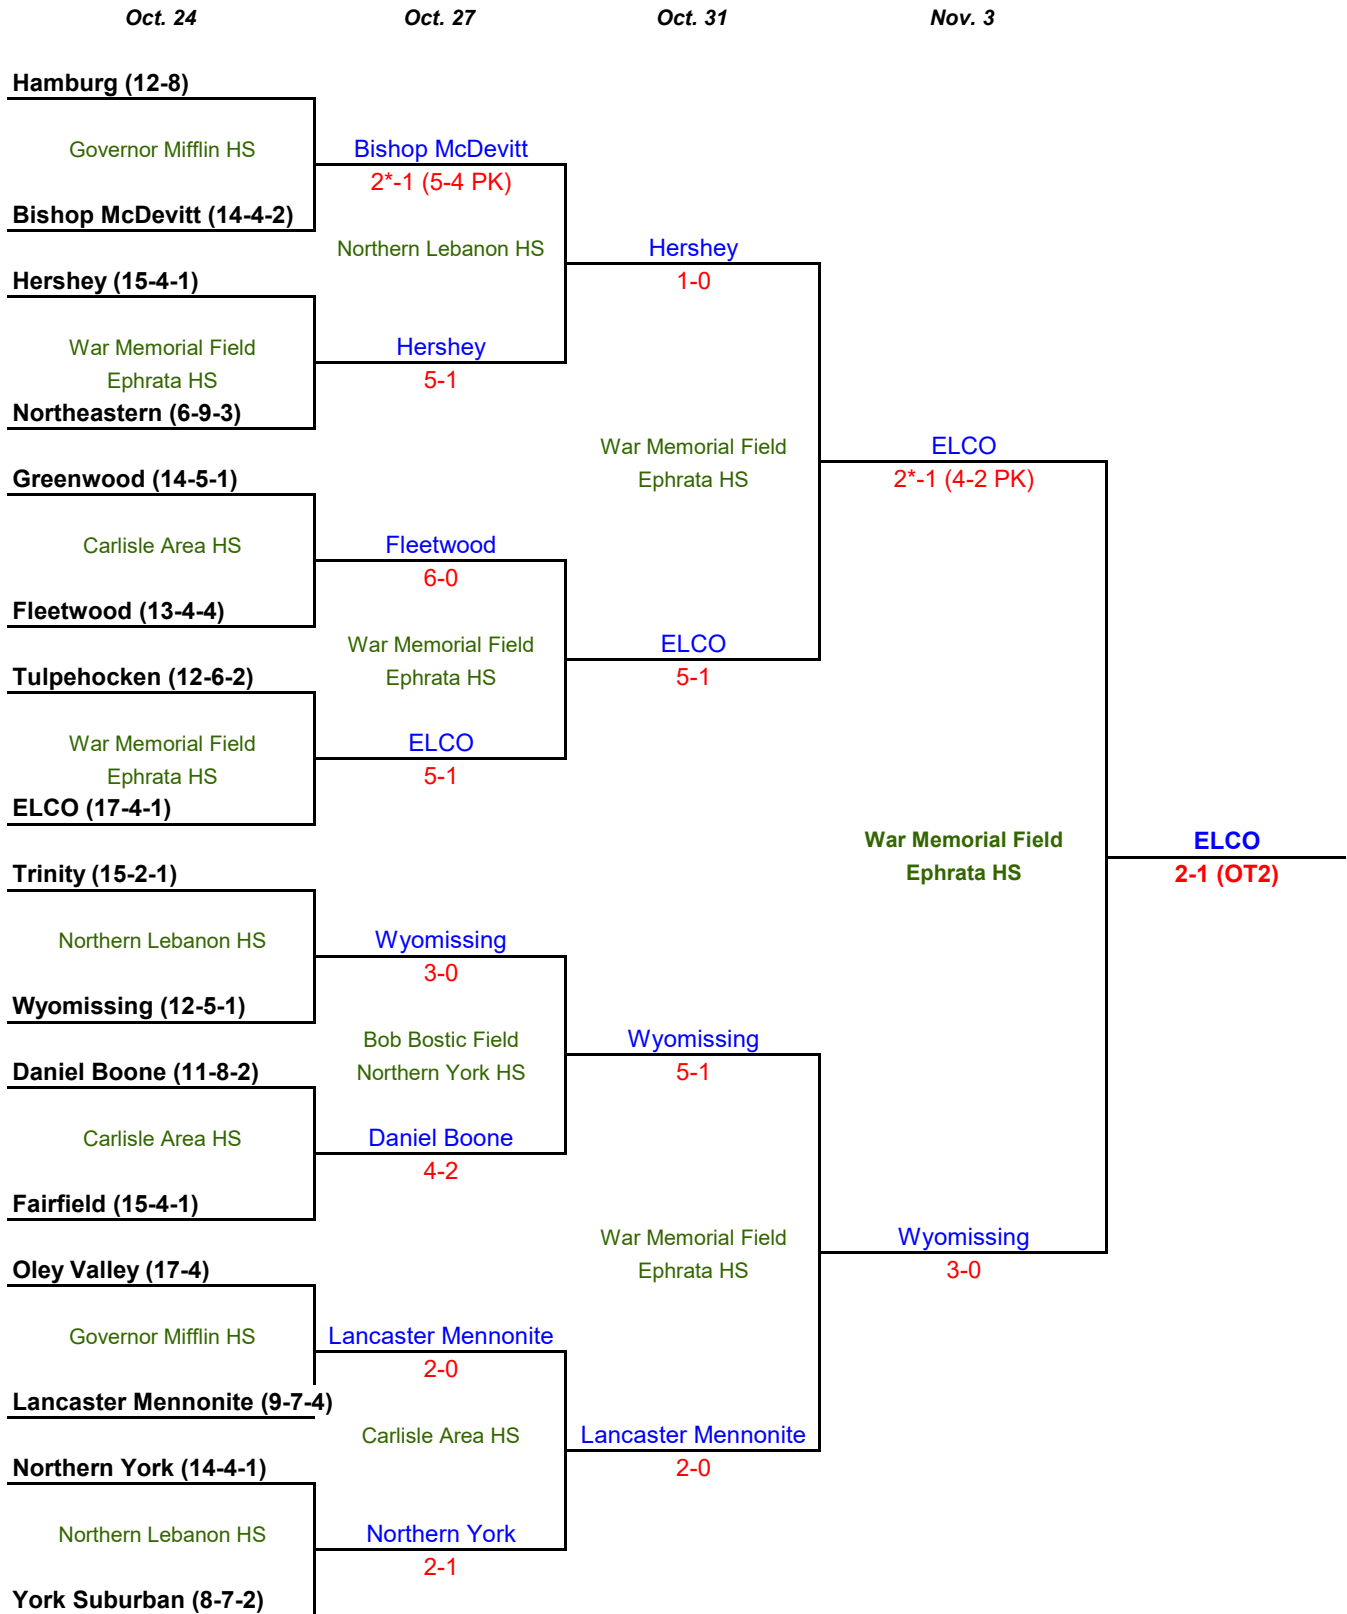 Oct. 24 Oct. 27 Oct. 31 Nov. 3
Hamburg (12-8)
Governor Mifflin HS Bishop McDevitt
2*-1 (5-4 PK)
Bishop McDevitt (14-4-2)
Northern Lebanon HS Hershey
Hershey (15-4-1) 1-0
War Memorial Field Hershey
Ephrata HS 5-1
Northeastern (6-9-3)
War Memorial Field ELCO
Greenwood (14-5-1) Ephrata HS 2*-1 (4-2 PK)
Carlisle Area HS Fleetwood
6-0
Fleetwood (13-4-4)
War Memorial Field ELCO
Tulpehocken (12-6-2) Ephrata HS 5-1
War Memorial Field ELCO
Ephrata HS 5-1
ELCO (17-4-1)
War Memorial Field ELCO
Trinity (15-2-1) Ephrata HS 2-1 (OT2)
Northern Lebanon HS Wyomissing
3-0
Wyomissing (12-5-1)
Bob Bostic Field Wyomissing
Daniel Boone (11-8-2) Northern York HS 5-1
Carlisle Area HS Daniel Boone
4-2
Fairfield (15-4-1)
War Memorial Field Wyomissing
Oley Valley (17-4) Ephrata HS 3-0
Governor Mifflin HS Lancaster Mennonite
2-0
Lancaster Mennonite (9-7-4)
Carlisle Area HS Lancaster Mennonite
Northern York (14-4-1) 2-0
Northern Lebanon HS Northern York
2-1
York Suburban (8-7-2)